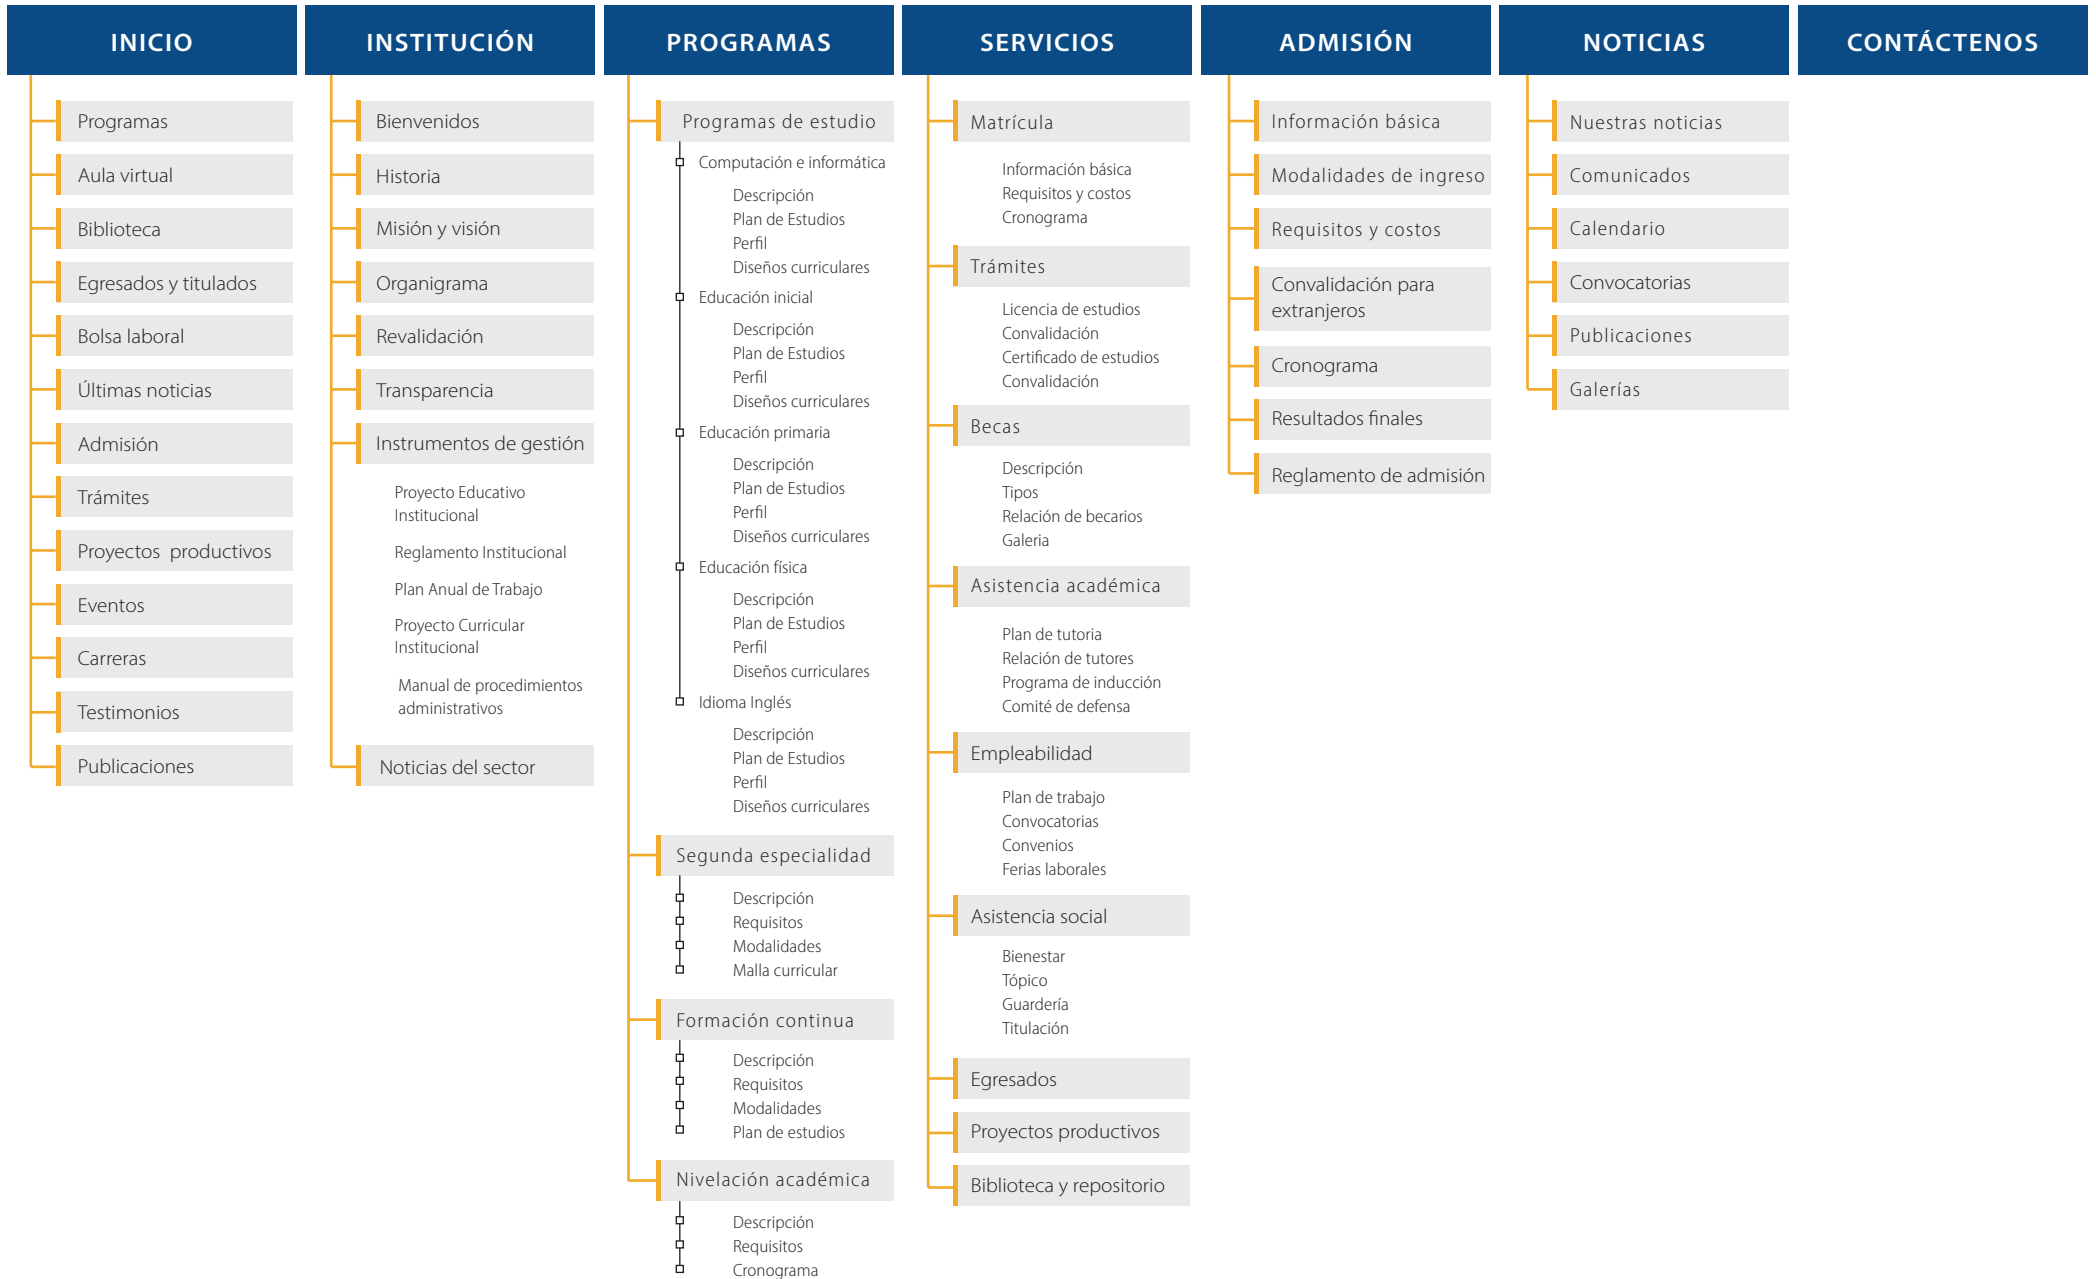 INICIO
Programas
Aula virtual
Biblioteca
Egresados y titulados
Bolsa laboral
Últimas noticias
Admisión
Trámites
Proyectos productivos
Eventos
Carreras
Testimonios
Publicaciones
INSTITUCIÓN
Bienvenidos
Historia
Misión y visión
Organigrama
Revalidación
Transparencia
Instrumentos de gestión
Proyecto Educativo
Institucional
Reglamento Institucional
Plan Anual de Trabajo
Proyecto Curricular
Institucional
Manual de procedimientos
administrativos
Noticias del sector
PROGRAMAS
Programas de estudio
Computación e informática
Descripción
Plan de Estudios
Perfil
Diseños curriculares
Educación inicial
Descripción
Plan de Estudios
Perfil
Diseños curriculares
Educación primaria
Descripción
Plan de Estudios
Perfil
Diseños curriculares
Educación física
Descripción
Plan de Estudios
Perfil
Diseños curriculares
Idioma Inglés
Descripción
Plan de Estudios
Perfil
Diseños curriculares
Segunda especialidad
Descripción
Requisitos
Modalidades
Malla curricular
Formación continua
Descripción
Requisitos
Modalidades
Plan de estudios
Nivelación académica
Descripción
Requisitos
Cronograma
SERVICIOS
Matrícula
Información básica
Requisitos y costos
Cronograma
Trámites
Licencia de estudios
Convalidación
Certificado de estudios
Convalidación
Becas
Descripción
Tipos
Relación de becarios
Galeria
Asistencia académica
Plan de tutoria
Relación de tutores
Programa de inducción
Comité de defensa
Empleabilidad
Plan de trabajo
Convocatorias
Convenios
Ferias laborales
Asistencia social
Bienestar
Tópico
Guardería
Titulación
Egresados
Proyectos productivos
Biblioteca y repositorio
ADMISIÓN
Información básica
Modalidades de ingreso
Requisitos y costos
Convalidación para
extranjeros
Cronograma
Resultados finales
Reglamento de admisión
NOTICIAS
Nuestras noticias
Comunicados
Calendario
Convocatorias
Publicaciones
Galerías
CONTÁCTENOS